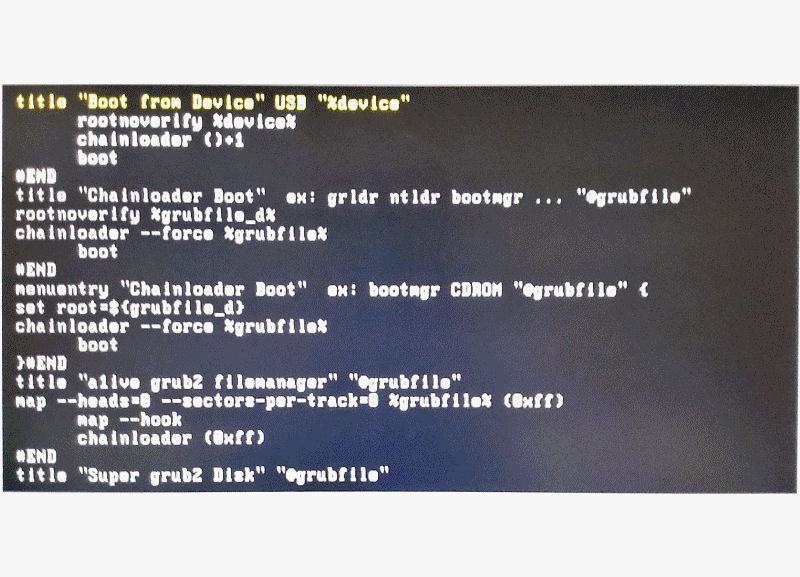 title "Boot from Device" USB "%device"
rootnoverify %device%
chainloader ()+1
boot
#END
title "Chainloader Boot" ex: grldr ntldr bootmgr ... "@grubfile"
rootnoverify %grubfile_d%
chainloader --force %grubfile%
boot
#END
menuentry "Chainloader Boot" ex: bootmgr CDROM "@grubfile" {
set root=${grubfile_d}
chainloader --force %grubfile%
boot
}#END
title "a1ive grub2 filemanager" "@grubfile"
map --heads=0 --sectors-per-track=0 %grubfile% (0xff)
map --hook
chainloader (0xff)
#END
title "Super grub2 Disk" "@grubfile"